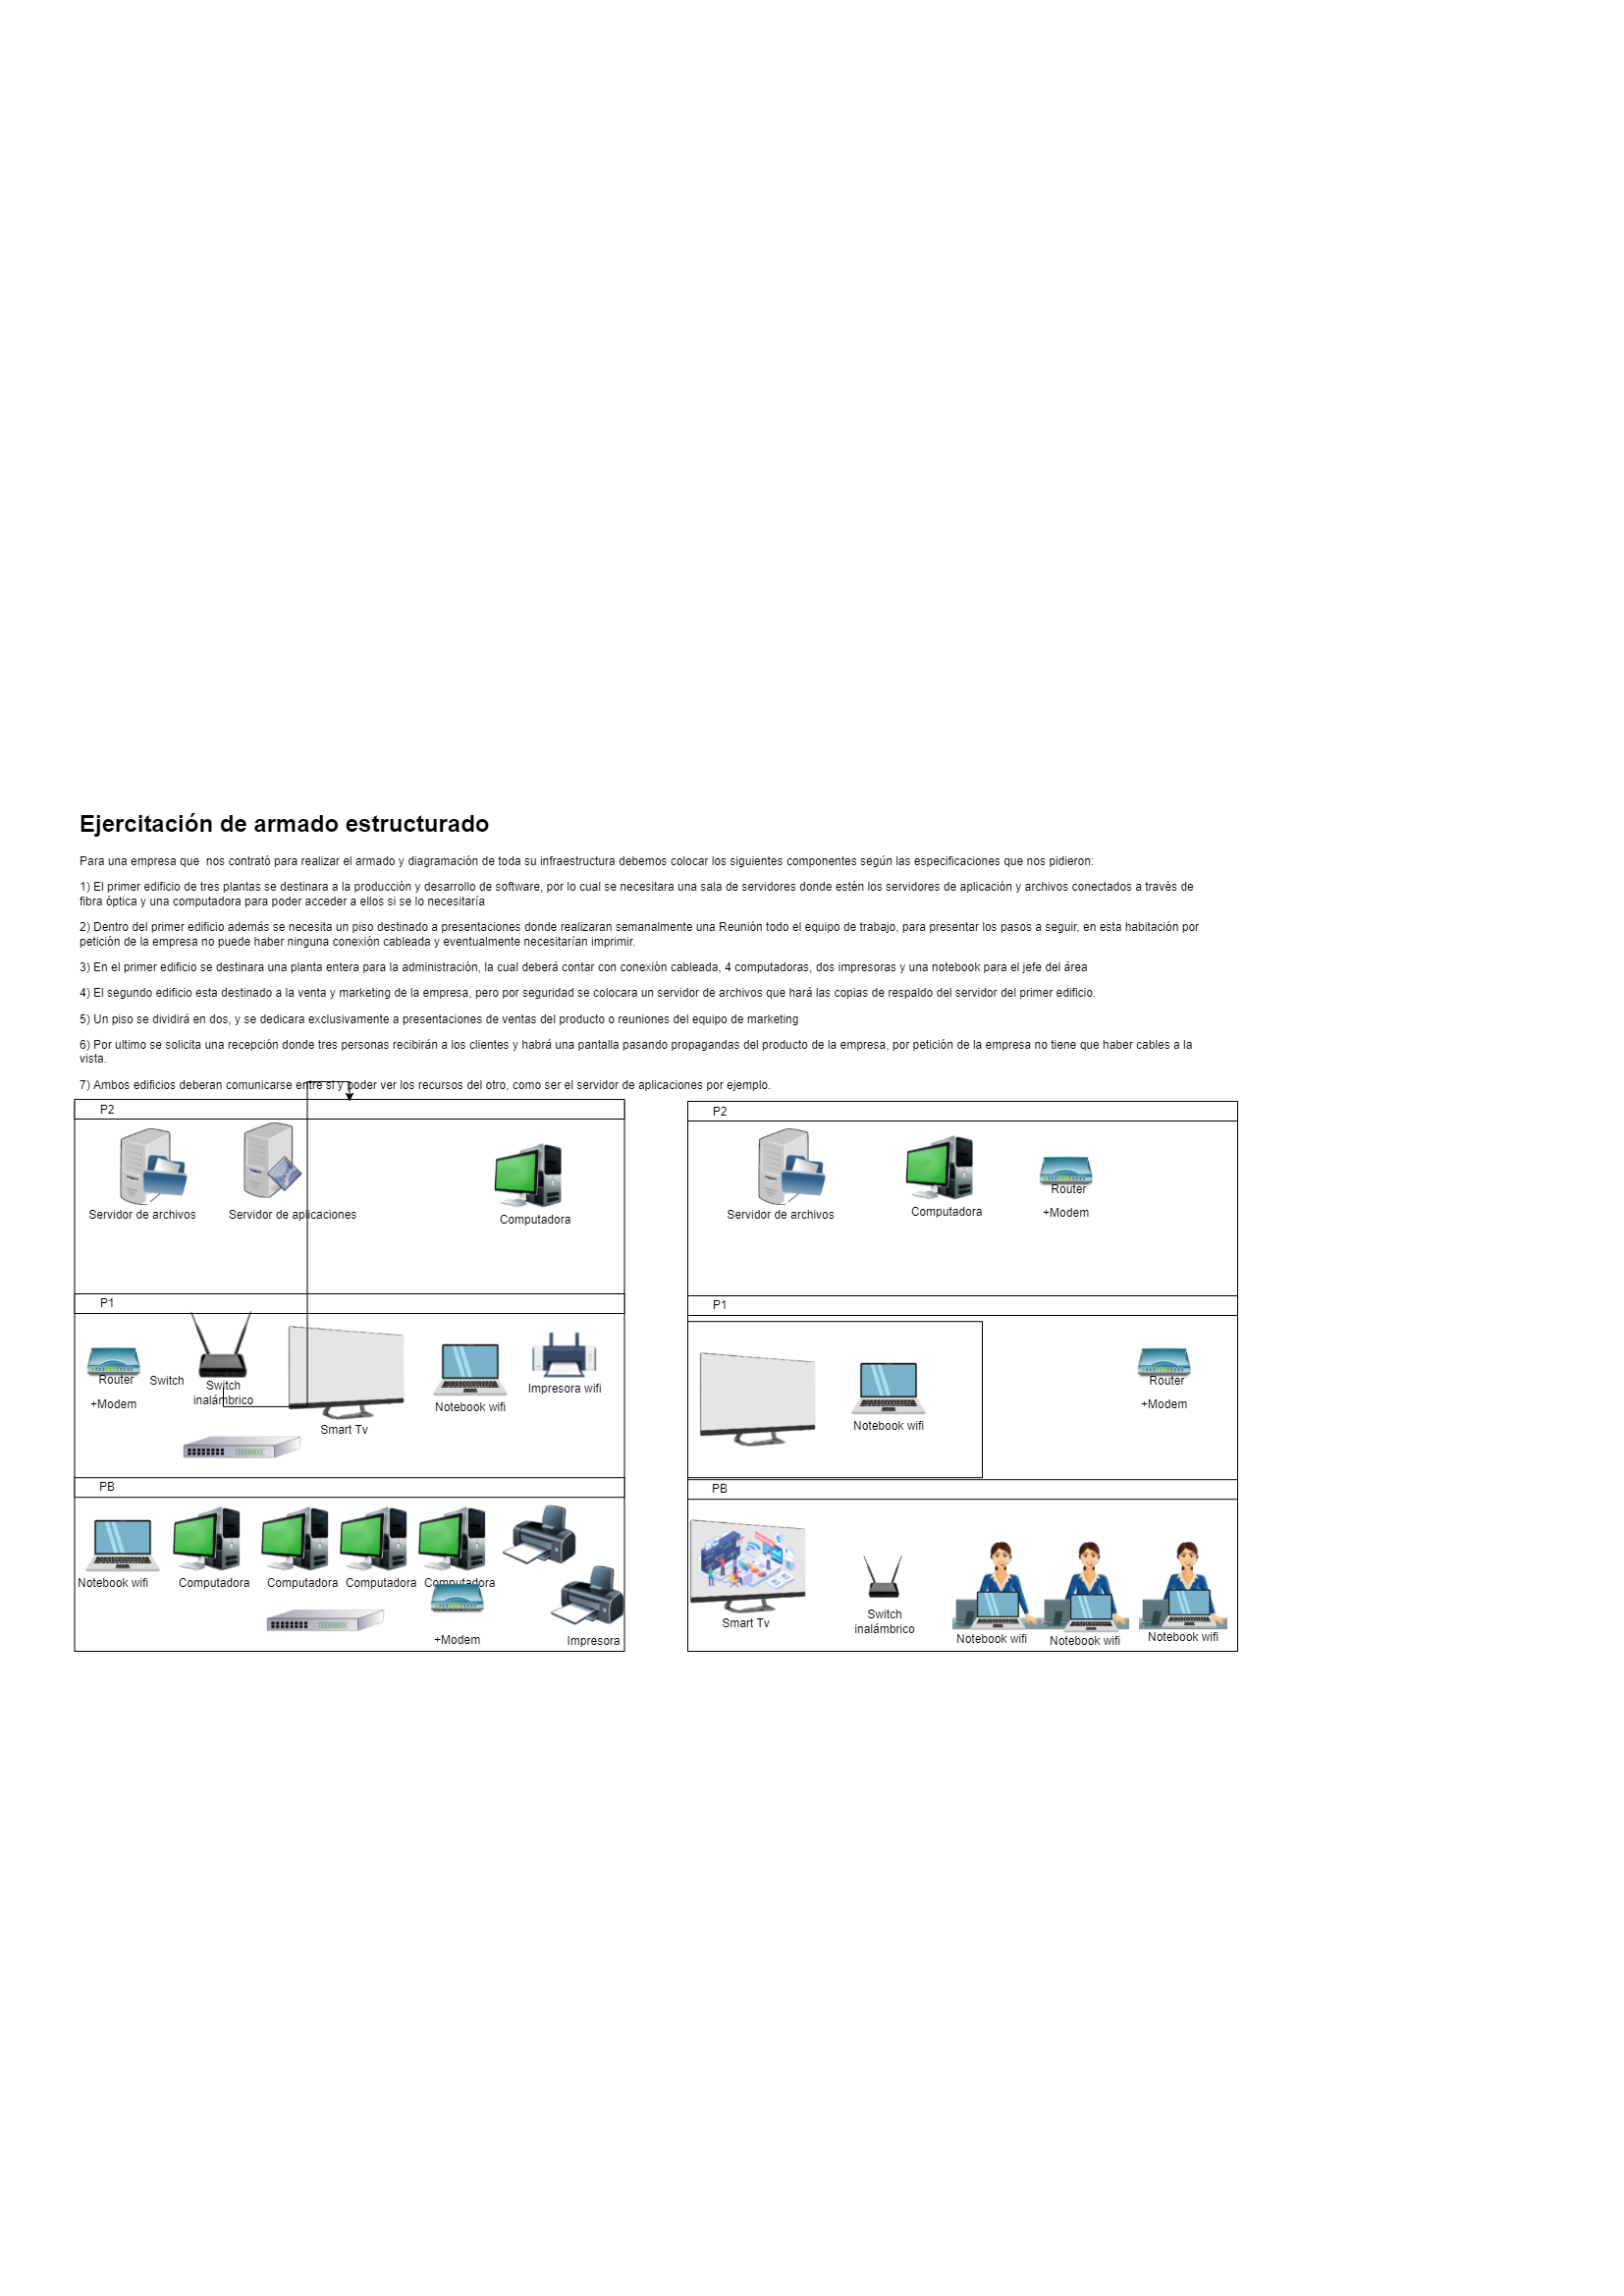 Ejercitación de armado estructurado
Para una empresa que  nos contrató para realizar el armado y diagramación de toda su infraestructura debemos colocar los siguientes componentes según las especificaciones que nos pidieron:
1) El primer edificio de tres plantas se destinara a la producción y desarrollo de software, por lo cual se necesitara una sala de servidores donde estén los servidores de aplicación y archivos conectados a través de
fibra óptica y una computadora para poder acceder a ellos si se lo necesitaría
2) Dentro del primer edificio además se necesita un piso destinado a presentaciones donde realizaran semanalmente una Reunión todo el equipo de trabajo, para presentar los pasos a seguir, en esta habitación por
petición de la empresa no puede haber ninguna conexión cableada y eventualmente necesitarían imprimir.
3) En el primer edificio se destinara una planta entera para la administración, la cual deberá contar con conexión cableada, 4 computadoras, dos impresoras y una notebook para el jefe del área
4) El segundo edificio esta destinado a la venta y marketing de la empresa, pero por seguridad se colocara un servidor de archivos que hará las copias de respaldo del servidor del primer edificio.
5) Un piso se dividirá en dos, y se dedicara exclusivamente a presentaciones de ventas del producto o reuniones del equipo de marketing
6) Por ultimo se solicita una recepción donde tres personas recibirán a los clientes y habrá una pantalla pasando propagandas del producto de la empresa, por petición de la empresa no tiene que haber cables a la
vista.
7) Ambos edificios deberan comunicarse entre si y poder ver los recursos del otro, como ser el servidor de aplicaciones por ejemplo.
P2
Servidor de archivos
Servidor de aplicaciones
Computadora
P1
Router
+Modem
Switch
Switch
inalámbrico
Smart Tv
Notebook wifi
Impresora wifi
PB
Notebook wifi
Computadora
Computadora
Computadora
Computadora
+Modem
Impresora
P2
Servidor de archivos
Computadora
Router
+Modem
P1
Notebook wifi
Router
+Modem
PB
Smart Tv
Switch
inalámbrico
Notebook wifi
Notebook wifi
Notebook wifi